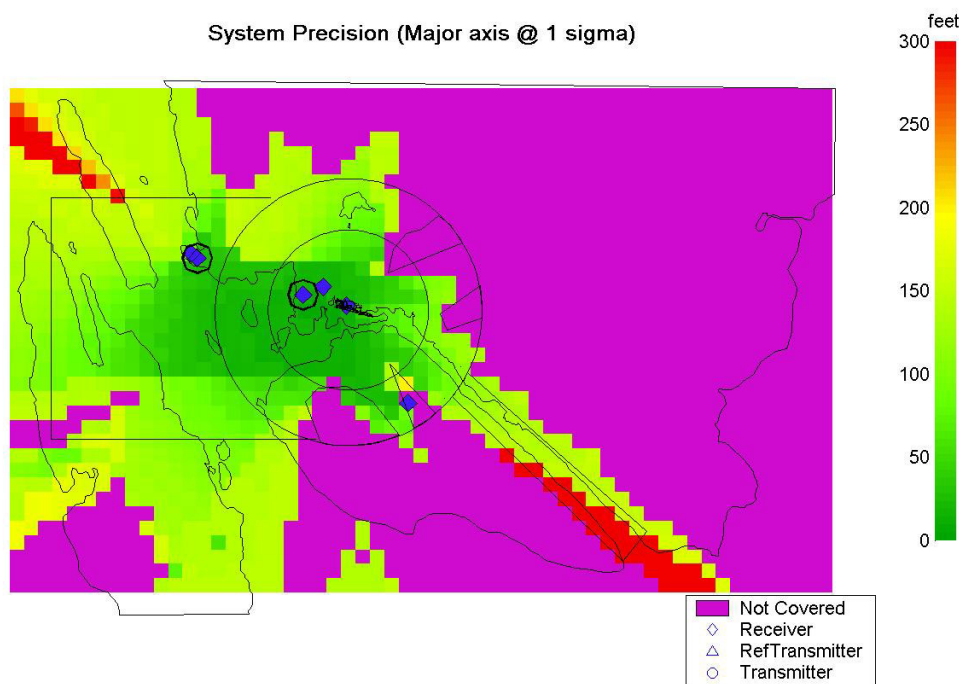 System Precision (Major axis @ 1 sigma)
feet
300
250
200
150
100
50
0
Not Covered
Receiver
RefTransmitter
Transmitter